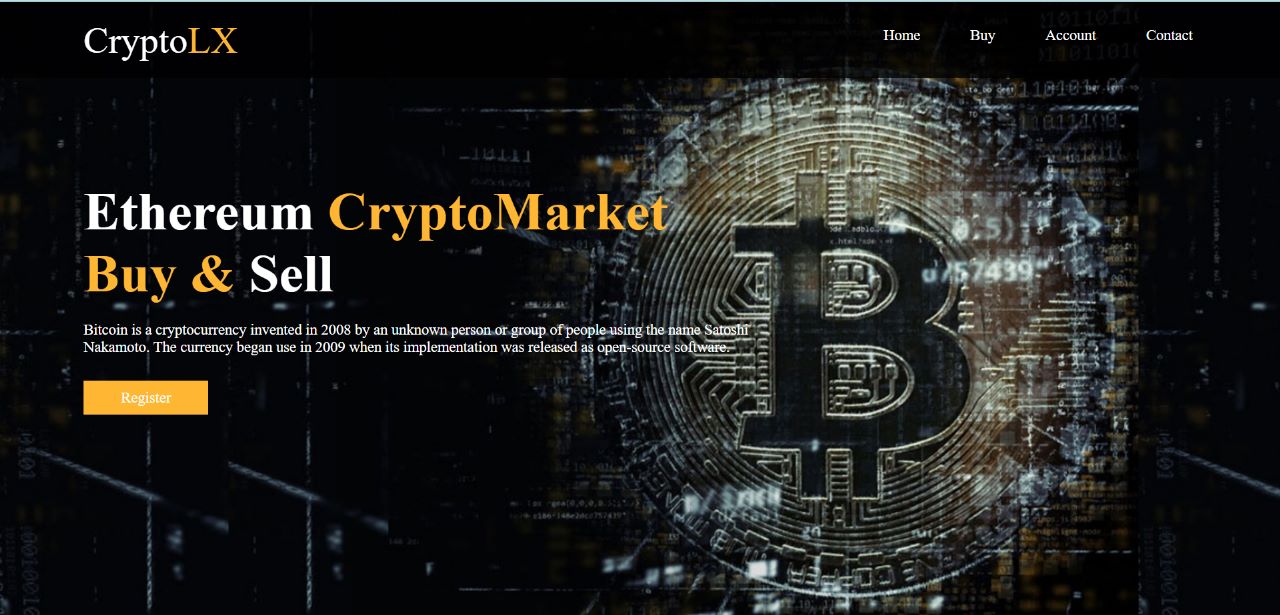 CryptoLX
Home
Buy
Account
Contact
Ethereum CryptoMarket
Buy & Sell
Bitcoin is a cryptocurrency invented in 2008 by an unknown person or group of people using the name Satoshi
Nakamoto. The currency began use in 2009 when its implementation was released as open-source software.
Register
u/57439